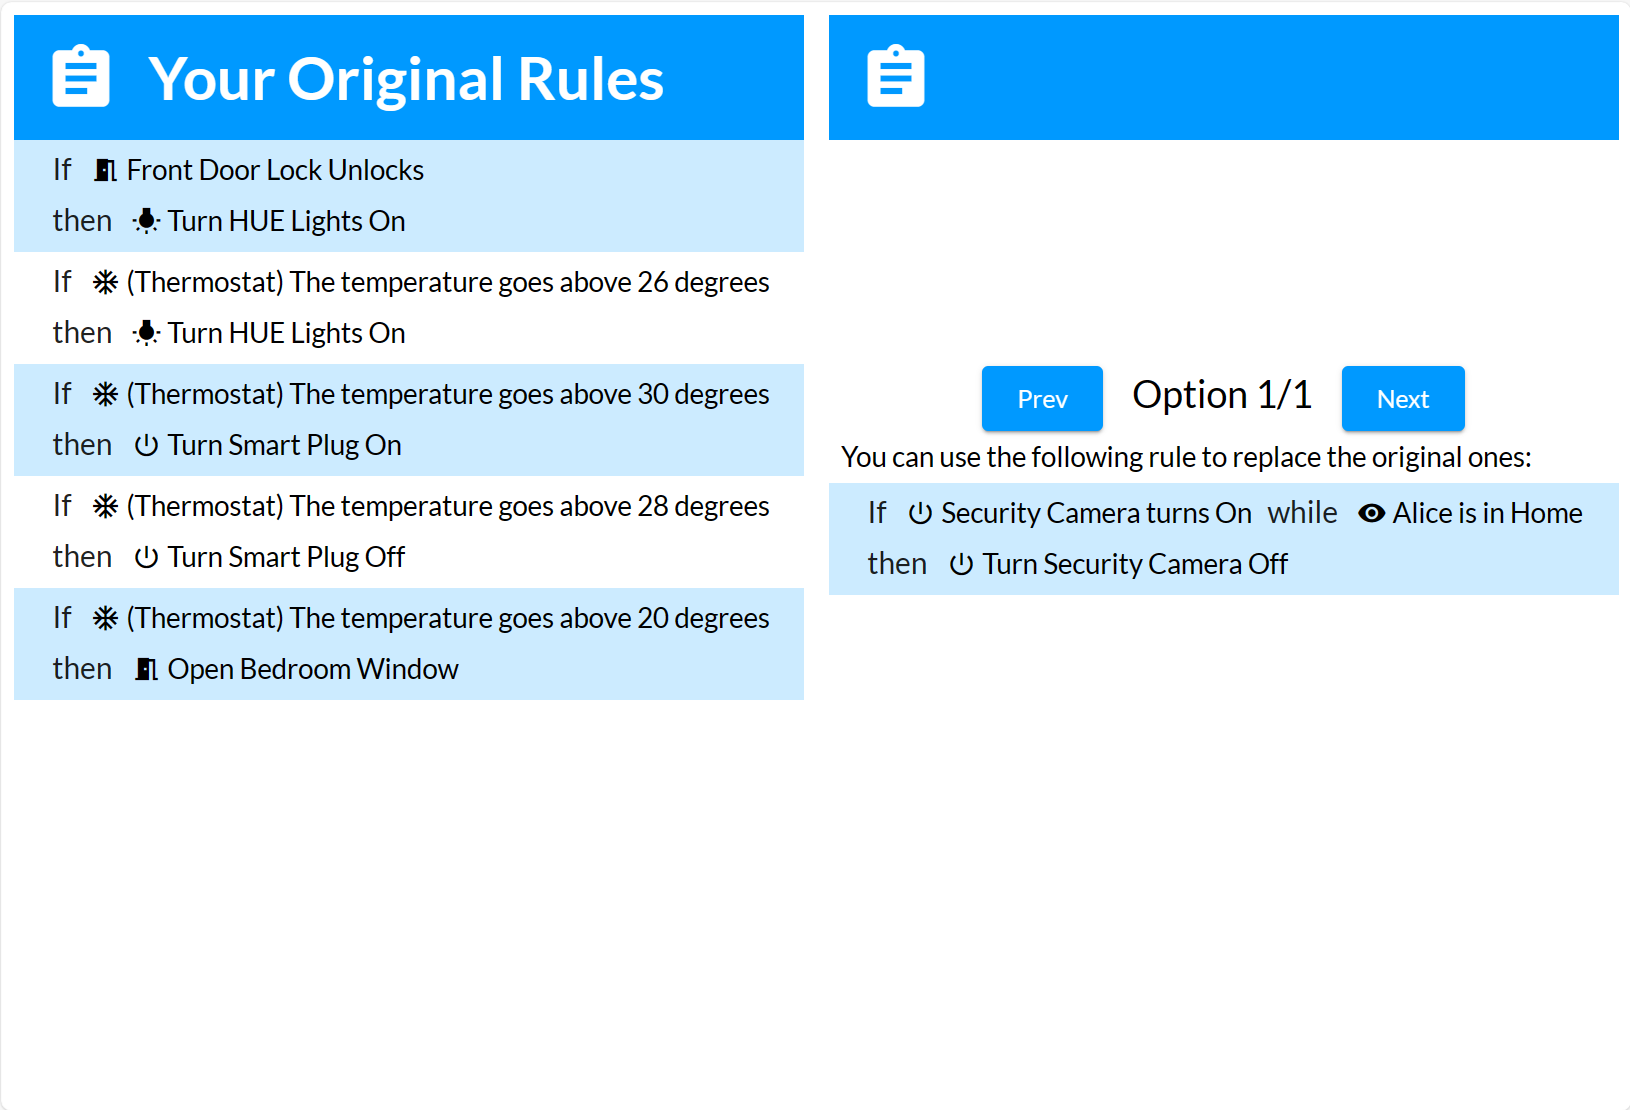 Your Original Rules
If Front Door Lock Unlocks
then Turn HUE Lights On
If (Thermostat) The temperature goes above 26 degrees
then Turn HUE Lights On
If (Thermostat) The temperature goes above 30 degrees
then Turn Smart Plug On
If (Thermostat) The temperature goes above 28 degrees
then Turn Smart Plug Off
If (Thermostat) The temperature goes above 20 degrees
then Open Bedroom Window
Prev Option 1/1 Next
You can use the following rule to replace the original ones:
If Security Camera turns On while Alice is in Home
then Turn Security Camera Off